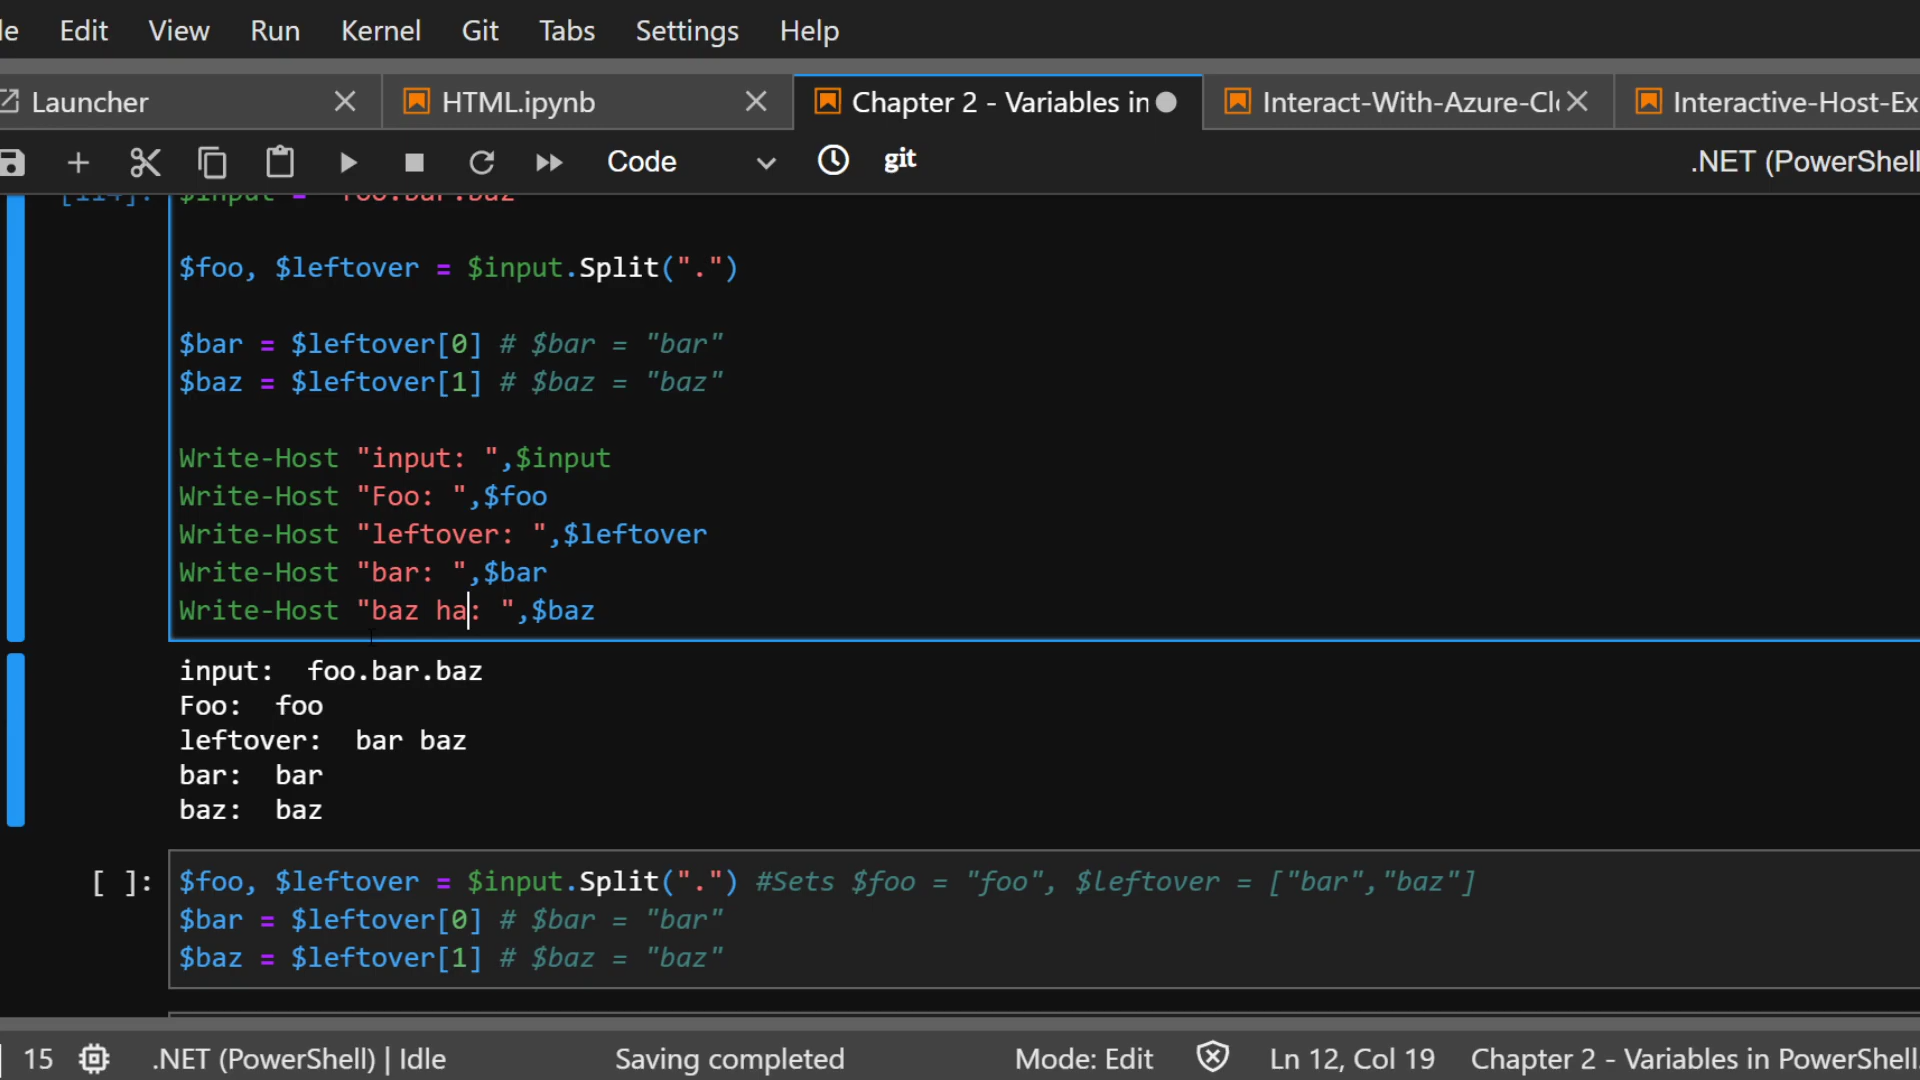 le Edit View Run Kernel Git Tabs Settings Help
Launcher HTML.ipynb Chapter 2 - Variables in Interact-With-Azure-Cl Interactive-Host-Ex
Code git .NET (PowerShell
[114]: $input = "foo.bar.baz"
$foo, $leftover = $input.Split(".")
$bar = $leftover[0] # $bar = "bar"
$baz = $leftover[1] # $baz = "baz"
Write-Host "input: ",$input
Write-Host "Foo: ",$foo
Write-Host "leftover: ",$leftover
Write-Host "bar: ",$bar
Write-Host "baz ha: ",$baz
input:  foo.bar.baz
Foo:  foo
leftover:  bar baz
bar:  bar
baz:  baz
[ ]: $foo, $leftover = $input.Split(".") #Sets $foo = "foo", $leftover = ["bar","baz"]
$bar = $leftover[0] # $bar = "bar"
$baz = $leftover[1] # $baz = "baz"
15 .NET (PowerShell) | Idle Saving completed Mode: Edit Ln 12, Col 19 Chapter 2 - Variables in PowerShell